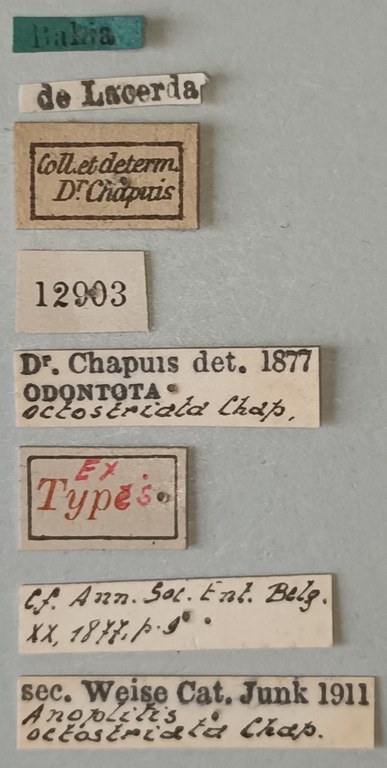 Bahia
de Lacerda
Coll. et determ.
Dr Chapuis
12903
Dr. Chapuis det. 1877
ODONTOTA
octostriata Chap.
Ex
Typis.
Cf. Ann. Soc. Ent. Belg.
XX, 1877, p. 9
sec. Weise Cat. Junk 1911
Anoplitis
octostriata Chap.